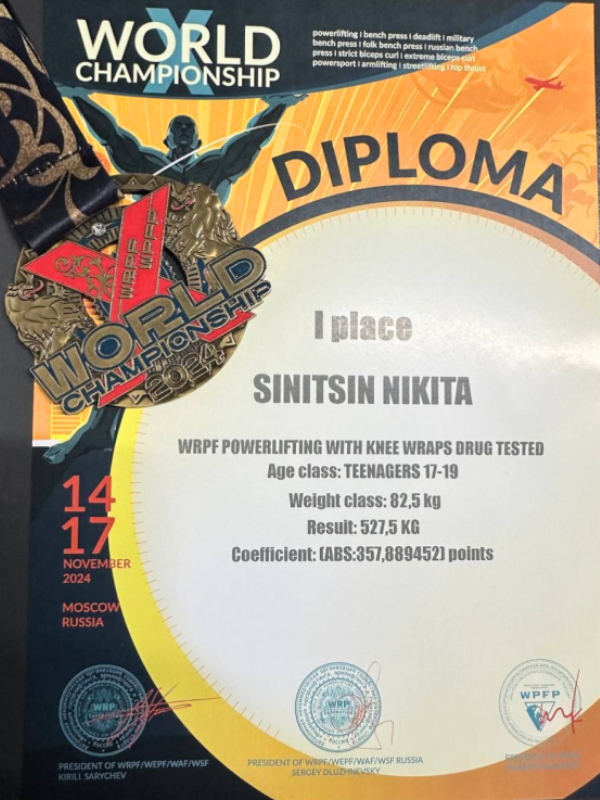 X
WORLD
CHAMPIONSHIP
powerlifting I bench press I deadlift I military
bench press I folk bench press I russian bench
press I strict biceps curl I extreme biceps curl
powersport I armlifting I streetlifting I hip thrust
DIPLOMA
WORLD
CHAMPIONSHIP
2024
I place
SINITSIN NIKITA
WRPF POWERLIFTING WITH KNEE WRAPS DRUG TESTED
Age class: TEENAGERS 17-19
Weight class: 82,5 kg
Result: 527,5 KG
Coefficient: (ABS:357,889452) points
14
17
NOVEMBER
2024
MOSCOW
RUSSIA
WRP
WRP
WPFP
PRESIDENT OF WRPF/WEPF/WAF/WSF
KIRILL SARYCHEV
PRESIDENT OF WRPF/WEPF/WAF/WSF RUSSIA
SERGEY DLUZHNEVSKY